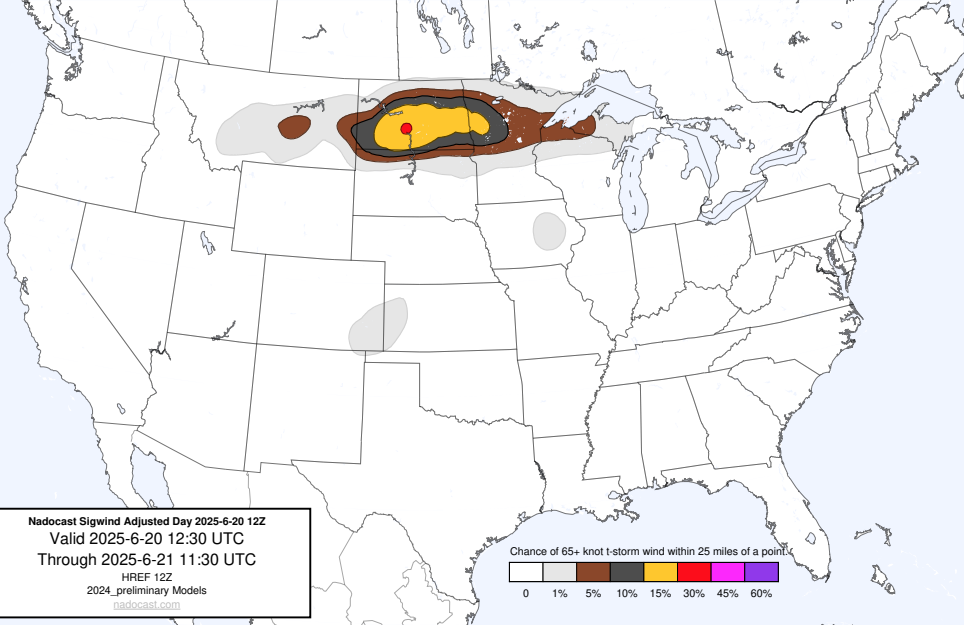 Nadocast Sigwind Adjusted Day 2025-6-20 12Z
Valid 2025-6-20 12:30 UTC
Through 2025-6-21 11:30 UTC
HREF 12Z
2024_preliminary Models
nadocast.com
Chance of 65+ knot t-storm wind within 25 miles of a point.
0 1% 5% 10% 15% 30% 45% 60%